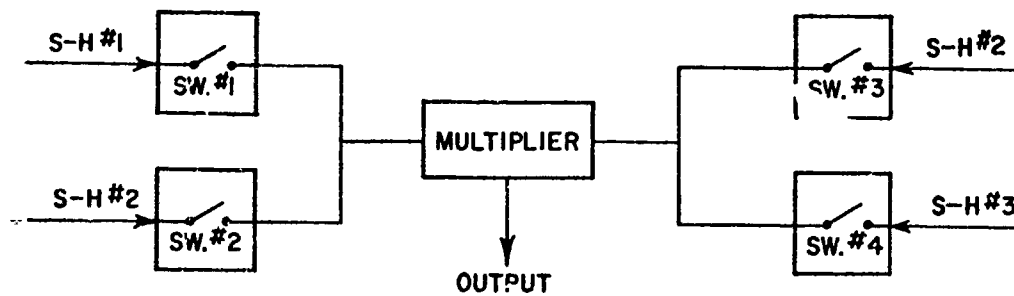 S-H #1
SW. #1
S-H #2
SW. #2
MULTIPLIER
OUTPUT
S-H #2
SW. #3
S-H #3
SW. #4